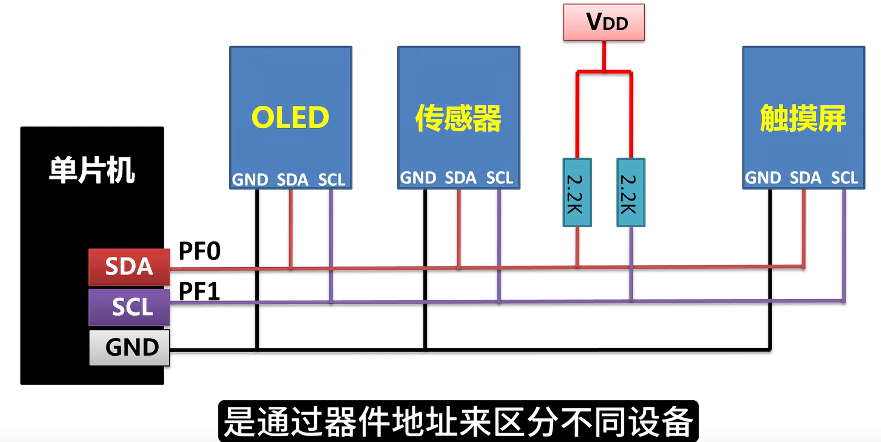 VDD
OLED
传感器
触摸屏
单片机
GND SDA SCL
GND SDA SCL
GND SDA SCL
2.2K
2.2K
PF0
SDA
PF1
SCL
GND
是通过器件地址来区分不同设备